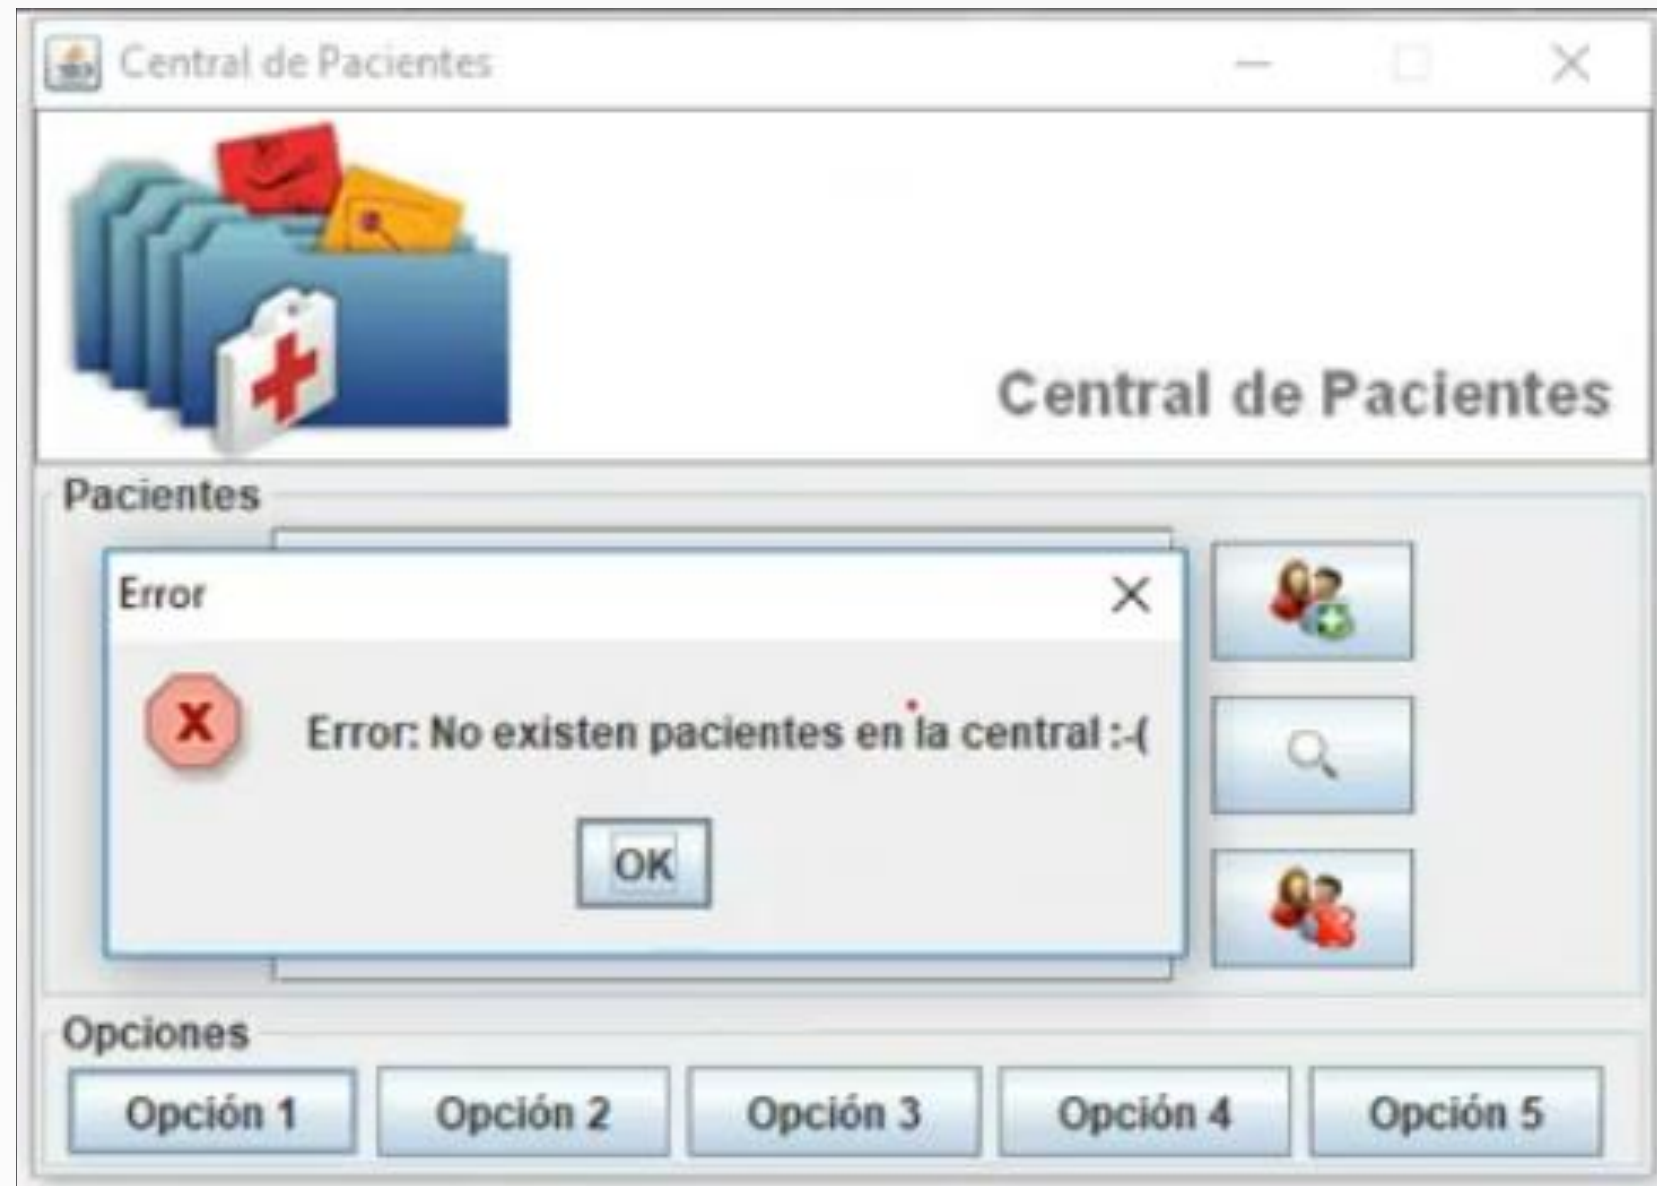 Central de Pacientes
Central de Pacientes
Pacientes
Error
Error: No existen pacientes en la central :-(
OK
Opciones
Opción 1
Opción 2
Opción 3
Opción 4
Opción 5